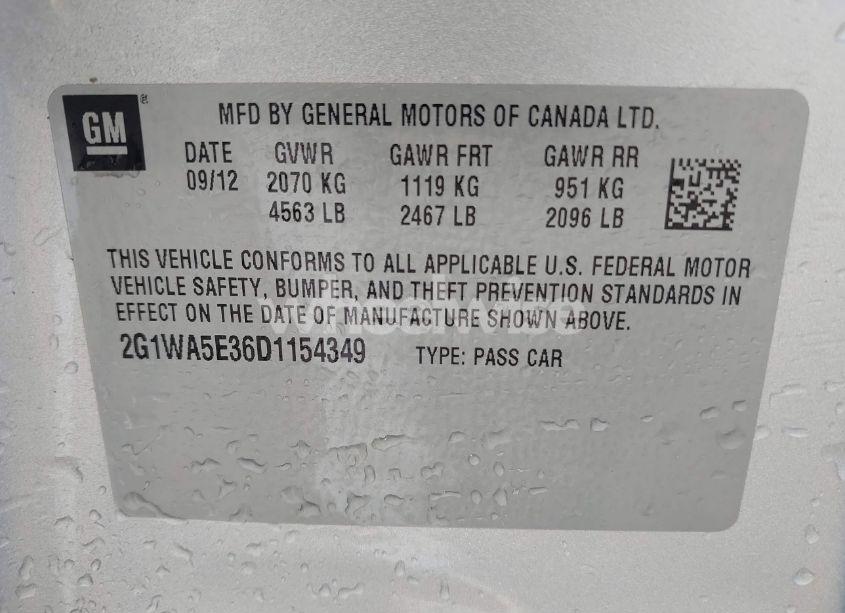 GM®
MFD BY GENERAL MOTORS OF CANADA LTD.
DATE GVWR GAWR FRT GAWR RR
09/12 2070 KG 1119 KG 951 KG
4563 LB 2467 LB 2096 LB
THIS VEHICLE CONFORMS TO ALL APPLICABLE U.S. FEDERAL MOTOR
VEHICLE SAFETY, BUMPER, AND THEFT PREVENTION STANDARDS IN
EFFECT ON THE DATE OF MANUFACTURE SHOWN ABOVE.
2G1WA5E36D1154349 TYPE: PASS CAR